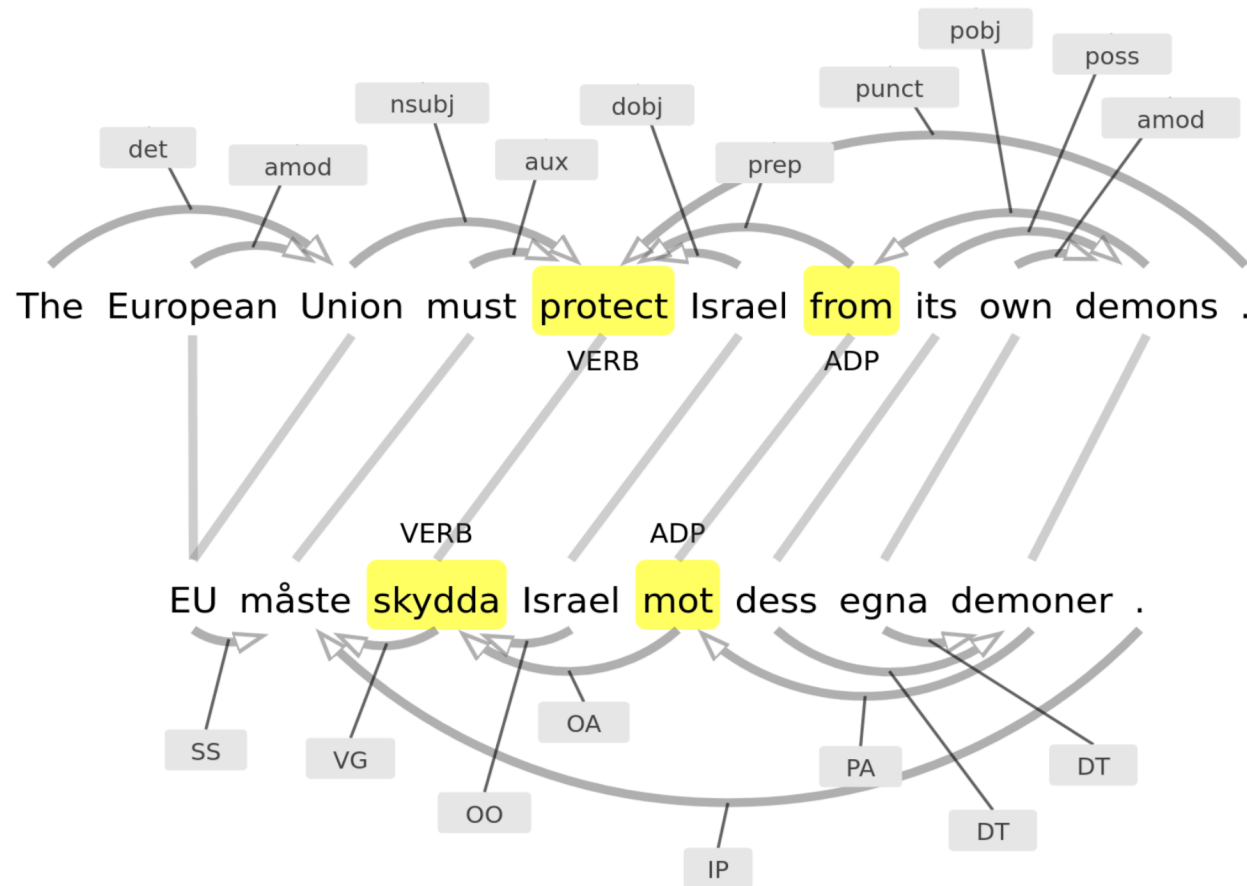 pobj
poss
punct
nsubj
dobj
amod
det
amod
aux
prep
The European Union must protect Israel from its own demons .
VERB
ADP
VERB
ADP
EU måste skydda Israel mot dess egna demoner .
OA
SS
VG
PA
DT
OO
DT
IP